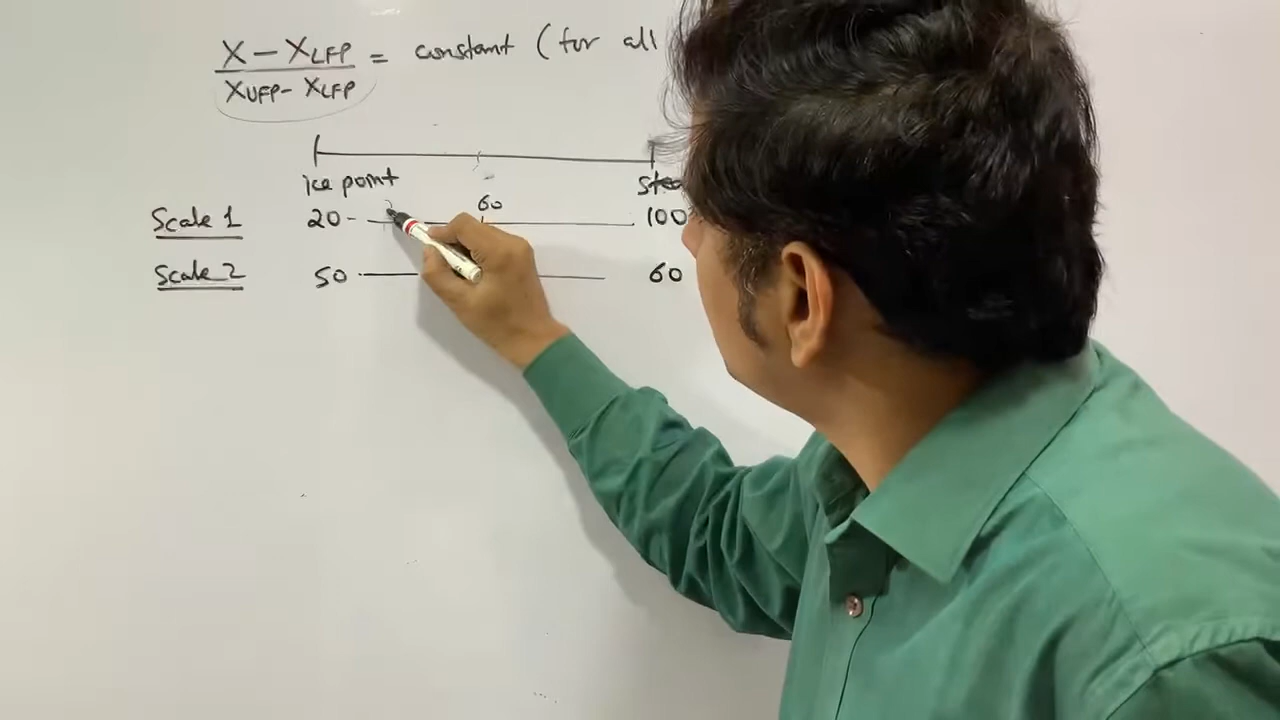 X - XLFP = constant (for all
XUFP - XLFP
ice point
60
Scale 1 20 100
Scale 2 50 60